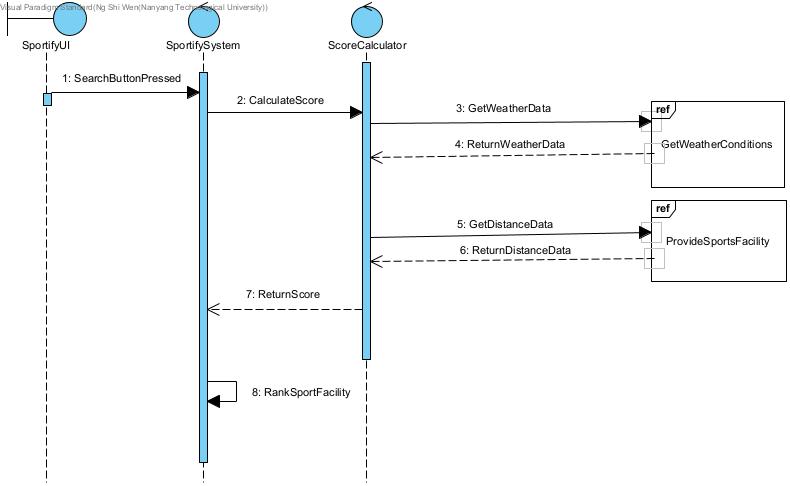 Visual Paradigm Standard(Ng Shi Wen(Nanyang Technological University))
SportifyUI
SportifySystem
ScoreCalculator
1: SearchButtonPressed
2: CalculateScore
3: GetWeatherData
ref
4: ReturnWeatherData
GetWeatherConditions
ref
5: GetDistanceData
ProvideSportsFacility
6: ReturnDistanceData
7: ReturnScore
8: RankSportFacility